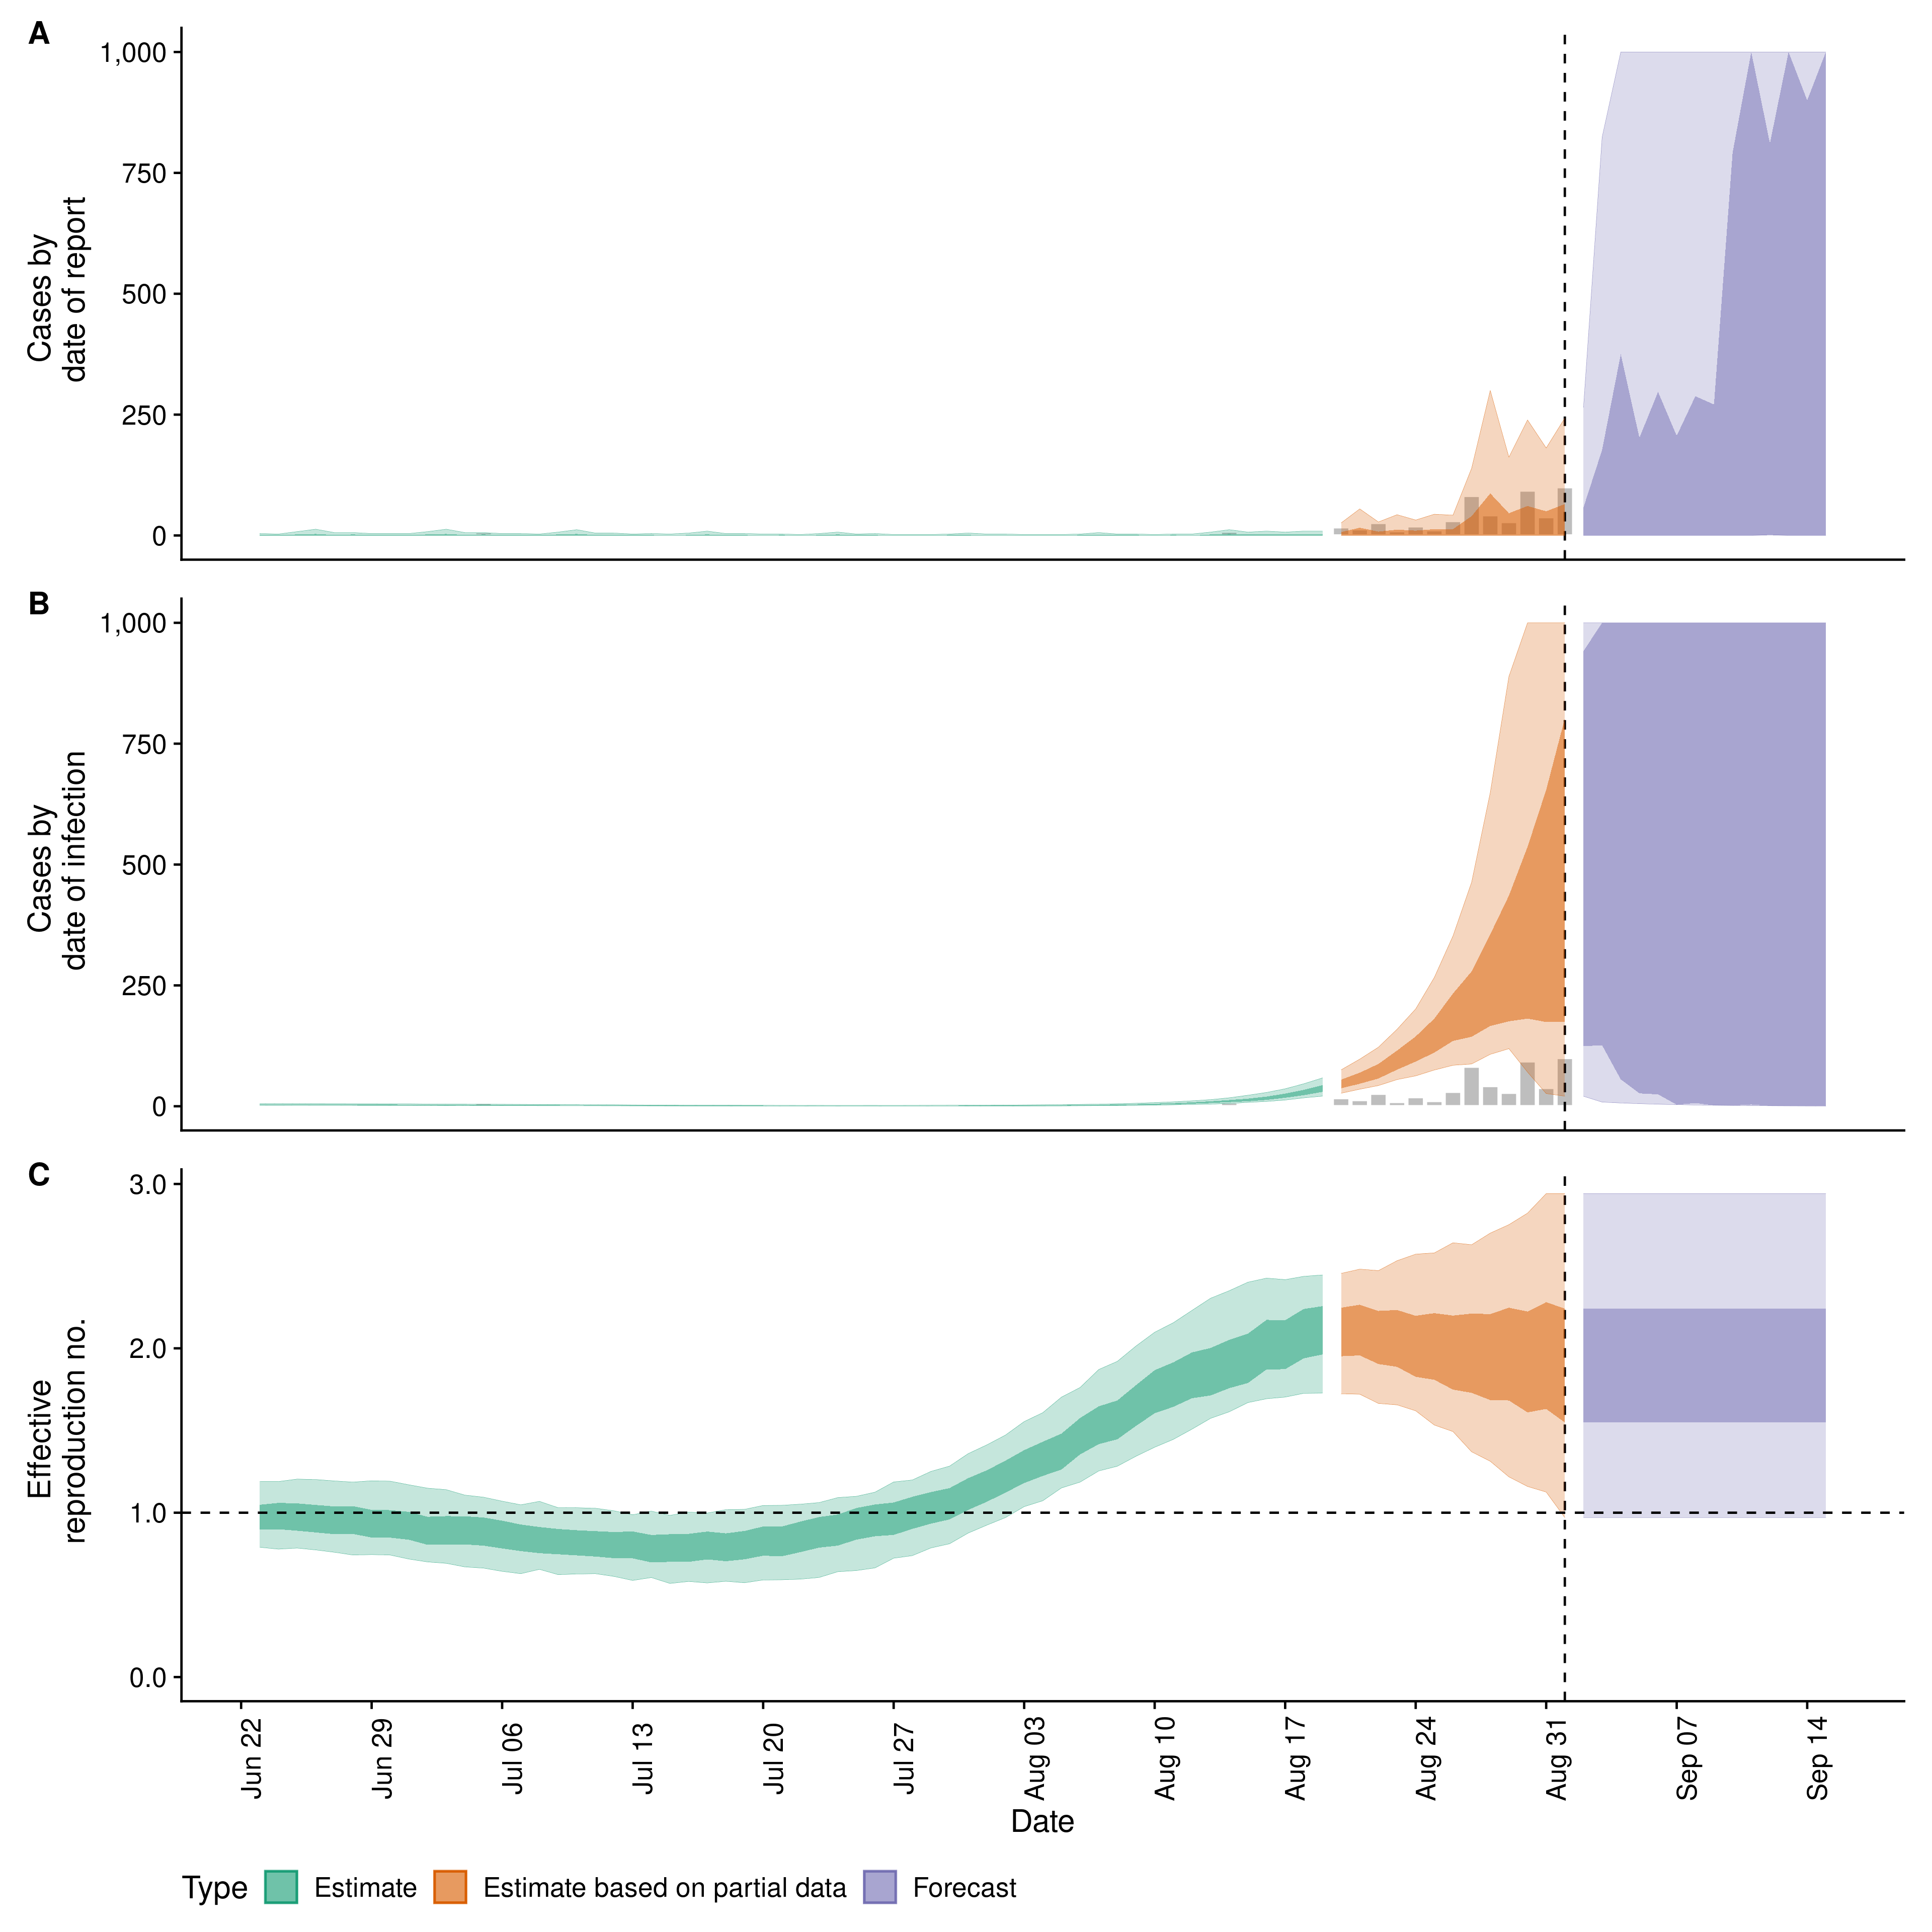 A
1,000
750
500
250
0
Cases by
date of report
B
1,000
750
500
250
0
Cases by
date of infection
C
3.0
2.0
1.0
0.0
Effective
reproduction no.
Jun 22
Jun 29
Jul 06
Jul 13
Jul 20
Jul 27
Aug 03
Aug 10
Aug 17
Aug 24
Aug 31
Sep 07
Sep 14
Date
Type Estimate Estimate based on partial data Forecast